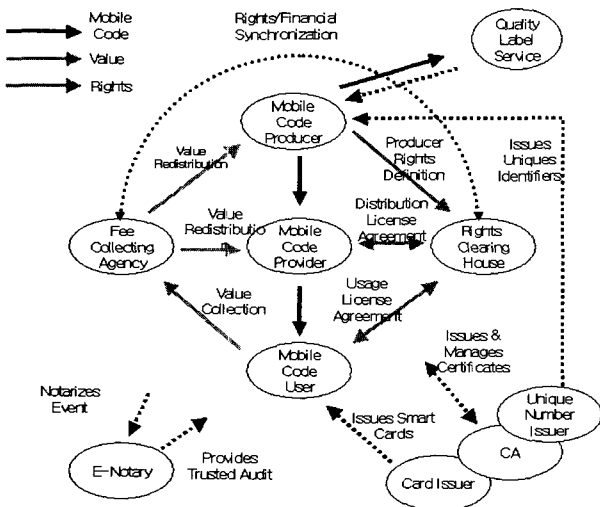 Mobile
Code
Value
Rights
Rights/Financial
Synchronization
Quality
Label
Service
Mobile
Code
Producer
Value
Redistribution
Producer
Rights
Definition
Issues
Uniques
Identifiers
Fee
Collecting
Agency
Value
Redistributio
Mobile
Code
Provider
Distribution
License
Agreement
Rights
Clearing
House
Value
Collection
Usage
License
Agreement
Mobile
Code
User
Issues &
Manages
Certificates
Notarizes
Event
Issues Smart
Cards
Unique
Number
Issuer
E-Notary
Provides
Trusted Audit
CA
Card Issuer